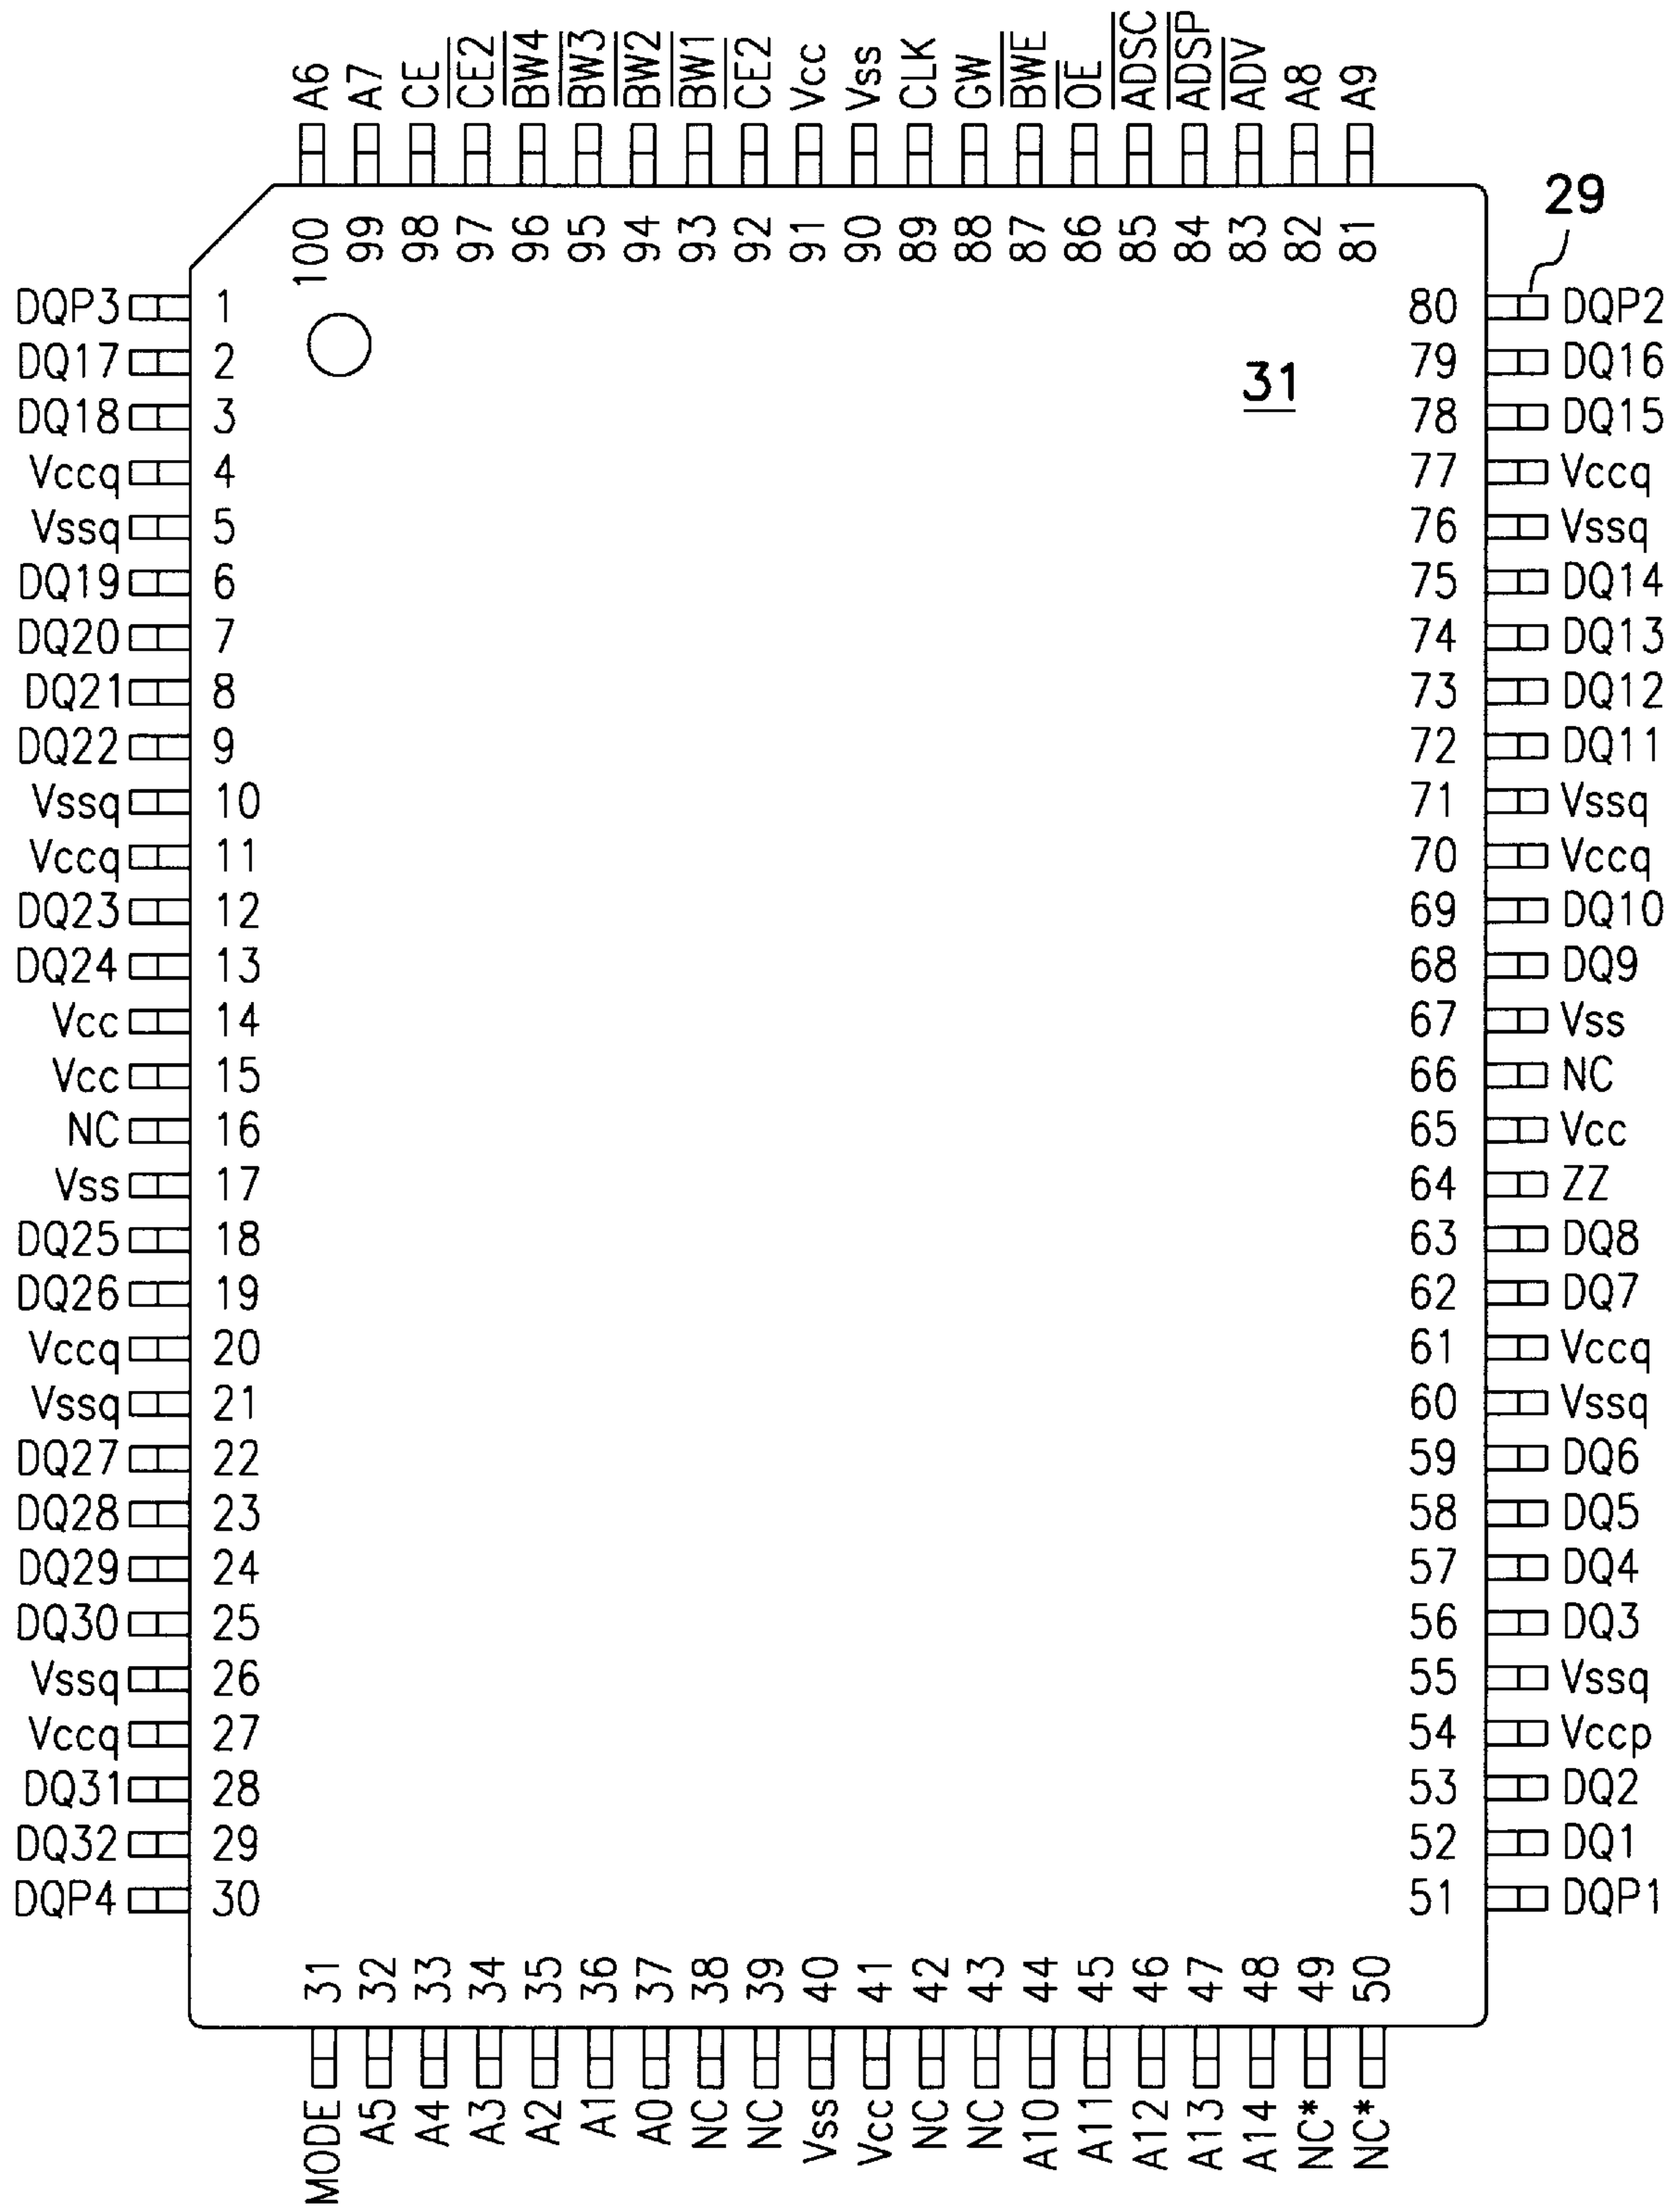 A6 A7 CE CE2 BW4 BW3 BW2 BW1 CE2 Vcc Vss CLK GW BWE OE ADSC ADSP ADV A8 A9
100 99 98 97 96 95 94 93 92 91 90 89 88 87 86 85 84 83 82 81
29
31
DQP3 1 80 DQP2
DQ17 2 79 DQ16
DQ18 3 78 DQ15
Vccq 4 77 Vccq
Vssq 5 76 Vssq
DQ19 6 75 DQ14
DQ20 7 74 DQ13
DQ21 8 73 DQ12
DQ22 9 72 DQ11
Vssq 10 71 Vssq
Vccq 11 70 Vccq
DQ23 12 69 DQ10
DQ24 13 68 DQ9
Vcc 14 67 Vss
Vcc 15 66 NC
NC 16 65 Vcc
Vss 17 64 ZZ
DQ25 18 63 DQ8
DQ26 19 62 DQ7
Vccq 20 61 Vccq
Vssq 21 60 Vssq
DQ27 22 59 DQ6
DQ28 23 58 DQ5
DQ29 24 57 DQ4
DQ30 25 56 DQ3
Vssq 26 55 Vssq
Vccq 27 54 Vccp
DQ31 28 53 DQ2
DQ32 29 52 DQ1
DQP4 30 51 DQP1
31 32 33 34 35 36 37 38 39 40 41 42 43 44 45 46 47 48 49 50
MODE A5 A4 A3 A2 A1 A0 NC NC Vss Vcc NC NC A10 A11 A12 A13 A14 NC* NC*